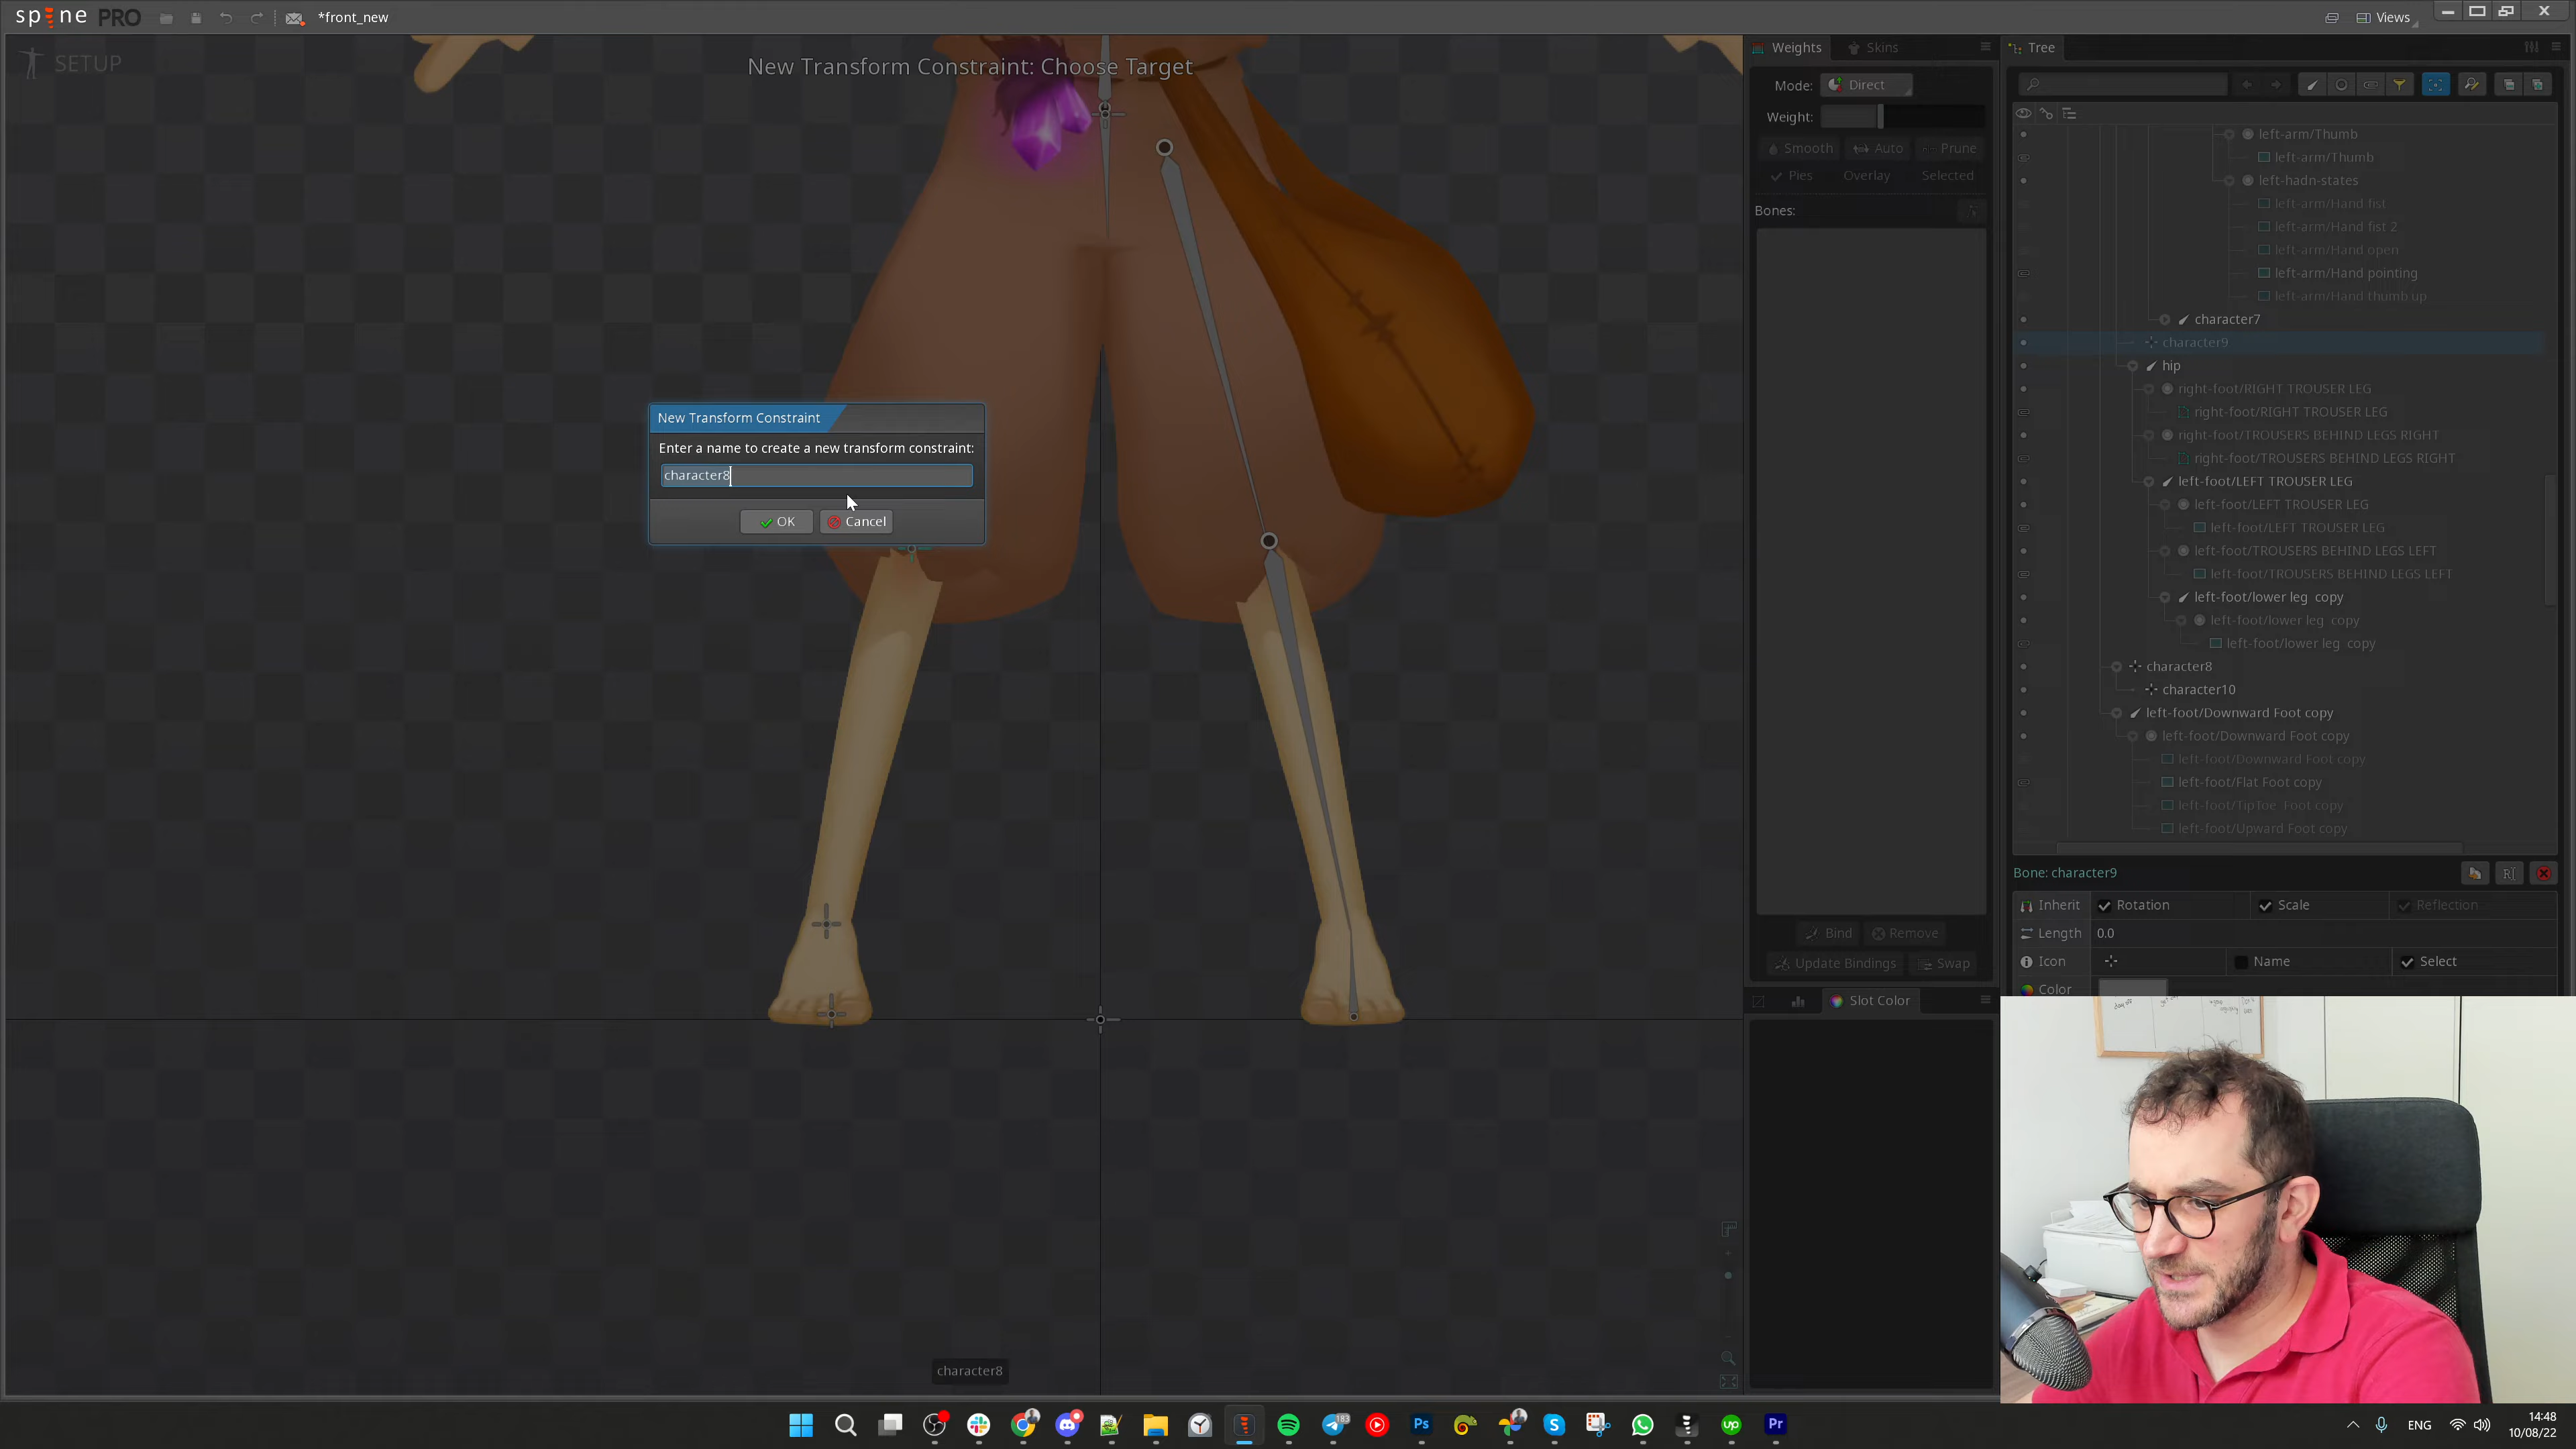 spine PRO
*front_new
Views
SETUP
New Transform Constraint: Choose Target
Weights
Skins
Tree
Mode:
Direct
Weight:
Smooth
Auto
Prune
Pies
Overlay
Selected
Bones:
left-arm/Thumb
left-arm/Thumb
left-hadn-states
left-arm/Hand fist
left-arm/Hand fist 2
left-arm/Hand open
left-arm/Hand pointing
left-arm/Hand thumb up
character7
character9
hip
right-foot/RIGHT TROUSER LEG
right-foot/RIGHT TROUSER LEG
right-foot/TROUSERS BEHIND LEGS RIGHT
right-foot/TROUSERS BEHIND LEGS RIGHT
left-foot/LEFT TROUSER LEG
left-foot/LEFT TROUSER LEG
left-foot/LEFT TROUSER LEG
left-foot/TROUSERS BEHIND LEGS LEFT
left-foot/TROUSERS BEHIND LEGS LEFT
left-foot/lower leg copy
left-foot/lower leg copy
left-foot/lower leg copy
character8
character10
left-foot/Downward Foot copy
left-foot/Downward Foot copy
left-foot/Downward Foot copy
left-foot/Flat Foot copy
left-foot/TipToe Foot copy
left-foot/Upward Foot copy
New Transform Constraint
Enter a name to create a new transform constraint:
character8
OK
Cancel
Bone: character9
Inherit
Rotation
Scale
Reflection
Length
0.0
Icon
Name
Select
Color
Bind
Remove
Update Bindings
Swap
Slot Color
character8
183
Ps
Pr
ENG
14:48
10/08/22